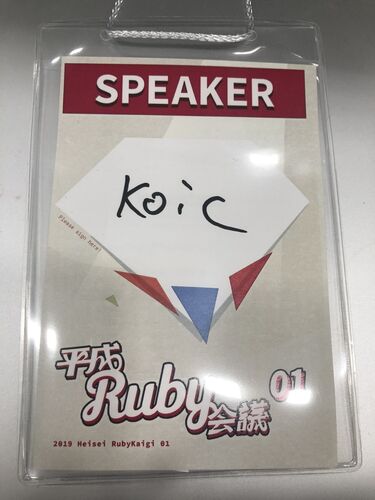 SPEAKER
Koic
Please sign here!
平成
Ruby 01
会議
2019 Heisei RubyKaigi 01